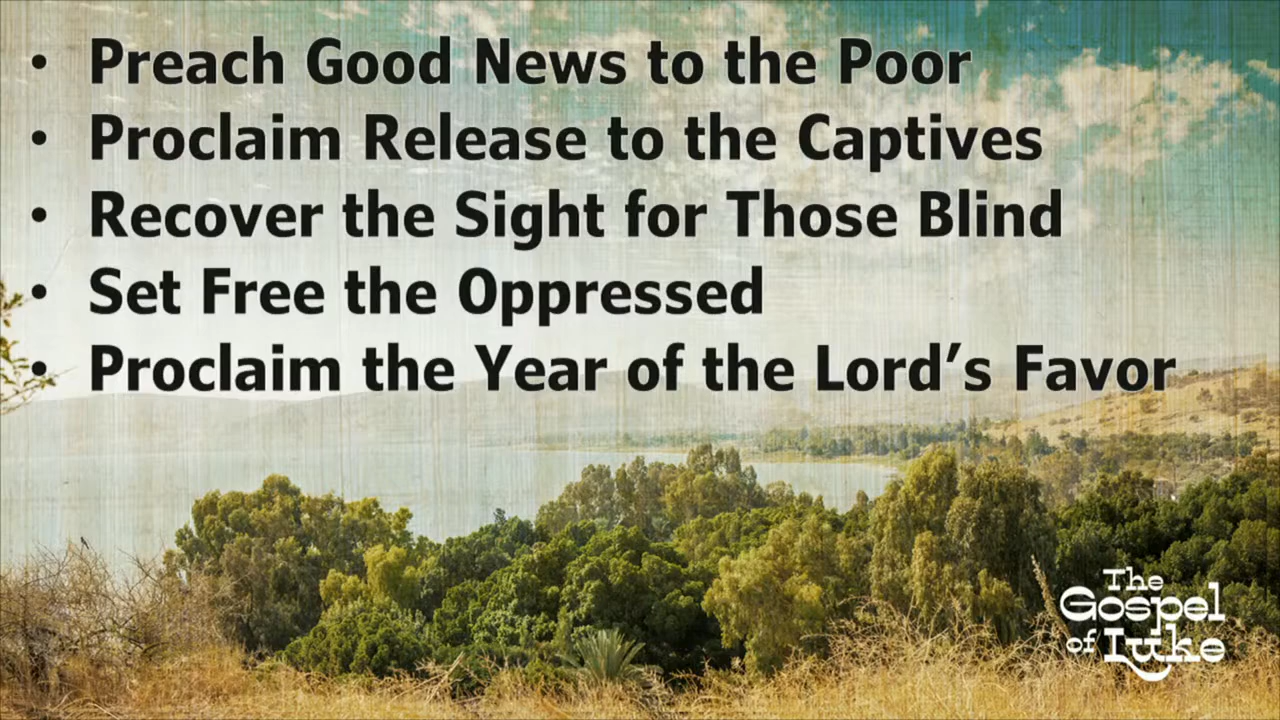 • Preach Good News to the Poor
• Proclaim Release to the Captives
• Recover the Sight for Those Blind
• Set Free the Oppressed
• Proclaim the Year of the Lord’s Favor
The
Gospel
of Luke